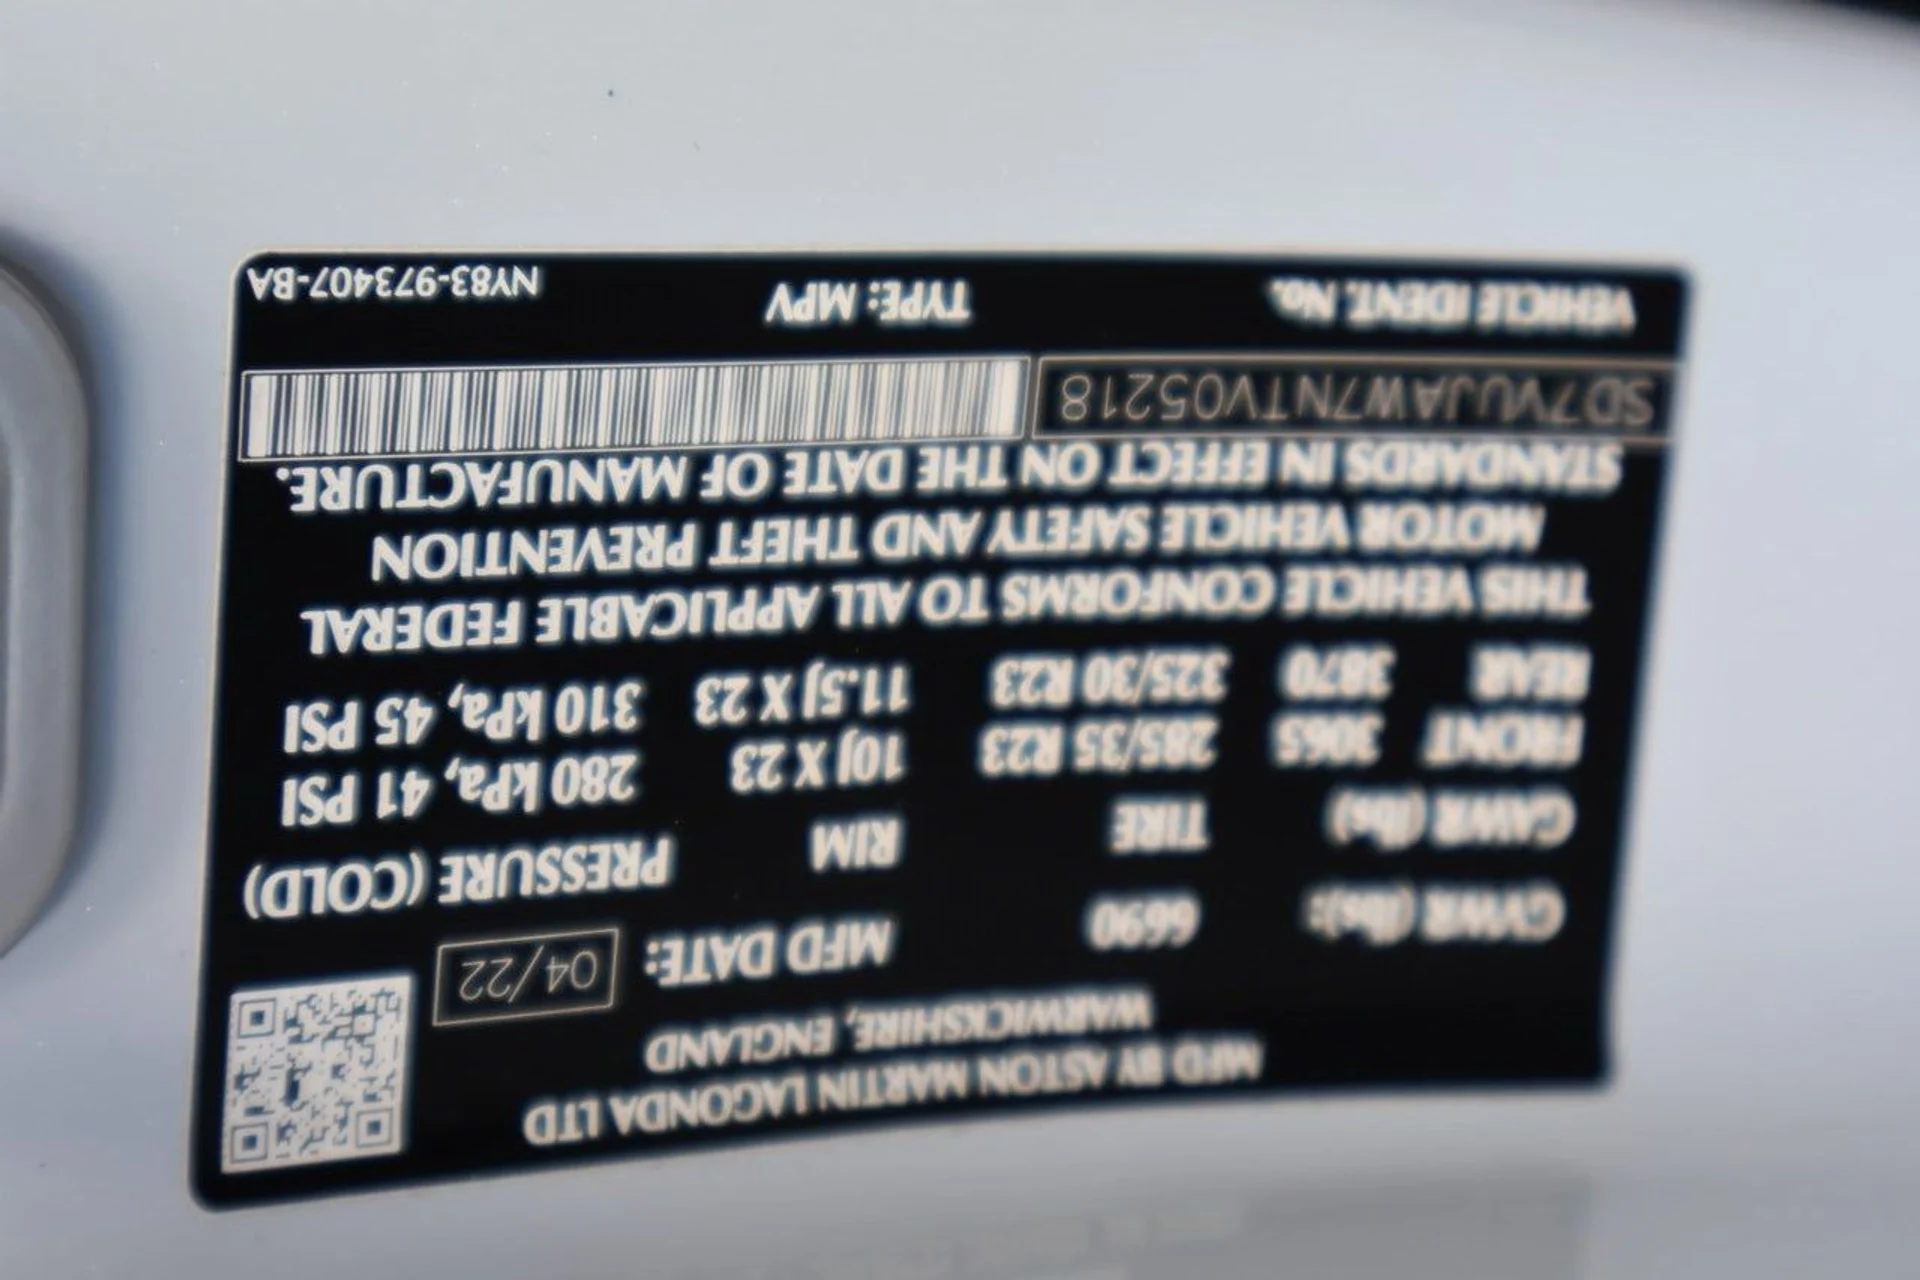 MFD BY ASTON MARTIN LAGONDA LTD
WARWICKSHIRE, ENGLAND
GVWR (lbs): 6690 MFD DATE: 04/22
GAWR (lbs) TIRE RIM PRESSURE (COLD)
FRONT 3065 285/35 R23 10J X 23 280 kPa, 41 PSI
REAR 3870 325/30 R23 11.5J X 23 310 kPa, 45 PSI
THIS VEHICLE CONFORMS TO ALL APPLICABLE FEDERAL
MOTOR VEHICLE SAFETY AND THEFT PREVENTION
STANDARDS IN EFFECT ON THE DATE OF MANUFACTURE.
SD7VUJAW7NTV05218
VEHICLE IDENT. No. TYPE: MPV NY83-973407-BA